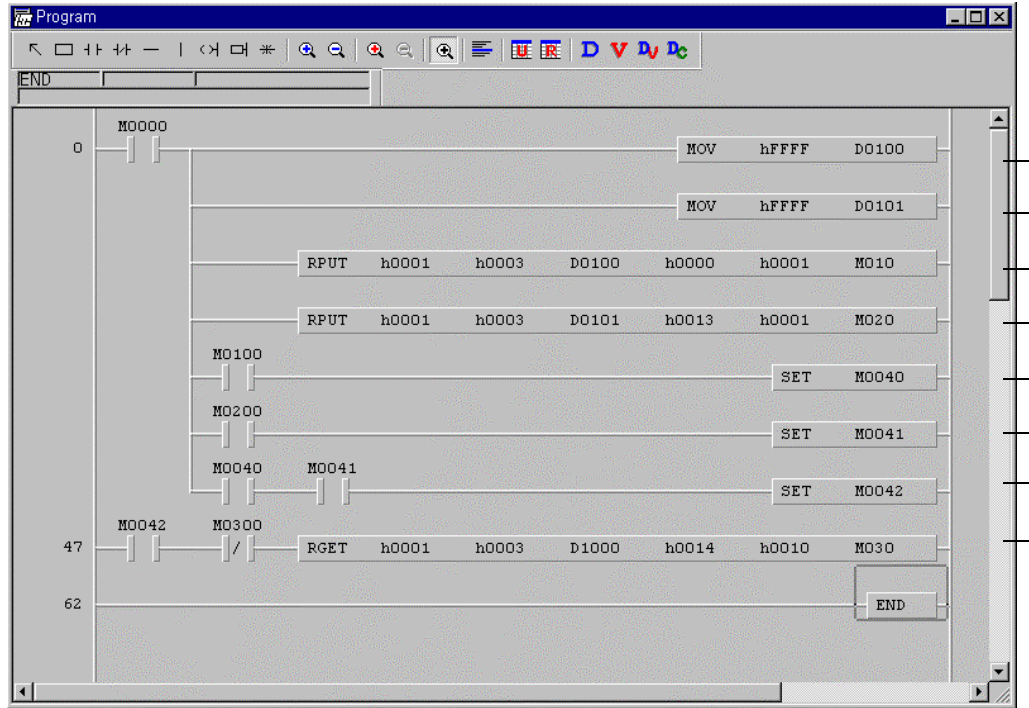 Program
U R D V DV DC
END
M0000
0 MOV hFFFF D0100
MOV hFFFF D0101
RPUT h0001 h0003 D0100 h0000 h0001 M010
RPUT h0001 h0003 D0101 h0013 h0001 M020
M0100
SET M0040
M0200
SET M0041
M0040 M0041
SET M0042
M0042 M0300
47 RGET h0001 h0003 D1000 h0014 h0010 M030
62 END